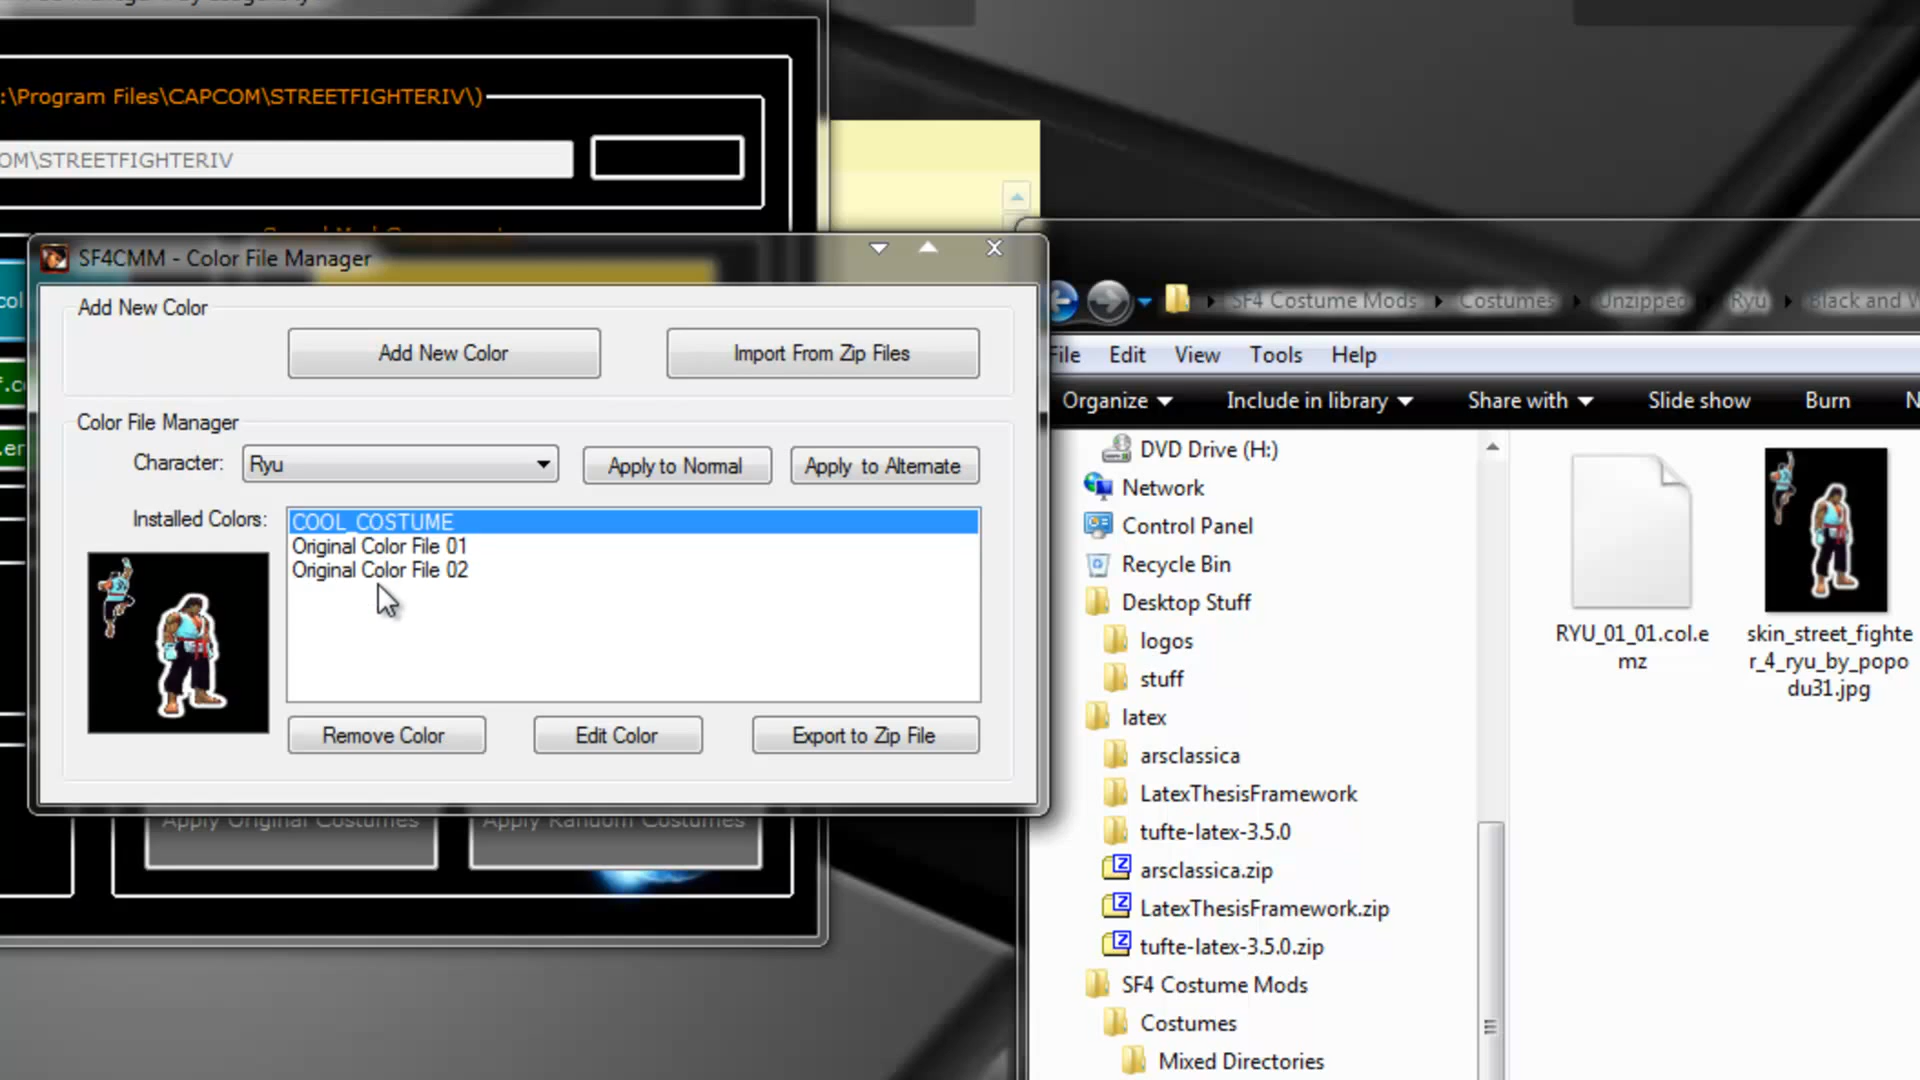 :\Program Files\CAPCOM\STREETFIGHTERIV\)
OM\STREETFIGHTERIV
SF4CMM - Color File Manager
Add New Color
Add New Color
Import From Zip Files
Color File Manager
Character:
Ryu
Apply to Normal
Apply to Alternate
Installed Colors:
COOL_COSTUME
Original Color File 01
Original Color File 02
Remove Color
Edit Color
Export to Zip File
Apply Original Costumes
Apply Random Costumes
SF4 Costume Mods
Costumes
Unzipped
Ryu
Black and W
File
Edit
View
Tools
Help
Organize
Include in library
Share with
Slide show
Burn
N
DVD Drive (H:)
Network
Control Panel
Recycle Bin
Desktop Stuff
logos
stuff
latex
arsclassica
LatexThesisFramework
tufte-latex-3.5.0
arsclassica.zip
LatexThesisFramework.zip
tufte-latex-3.5.0.zip
SF4 Costume Mods
Costumes
Mixed Directories
RYU_01_01.col.e
mz
skin_street_fighte
r_4_ryu_by_popo
du31.jpg